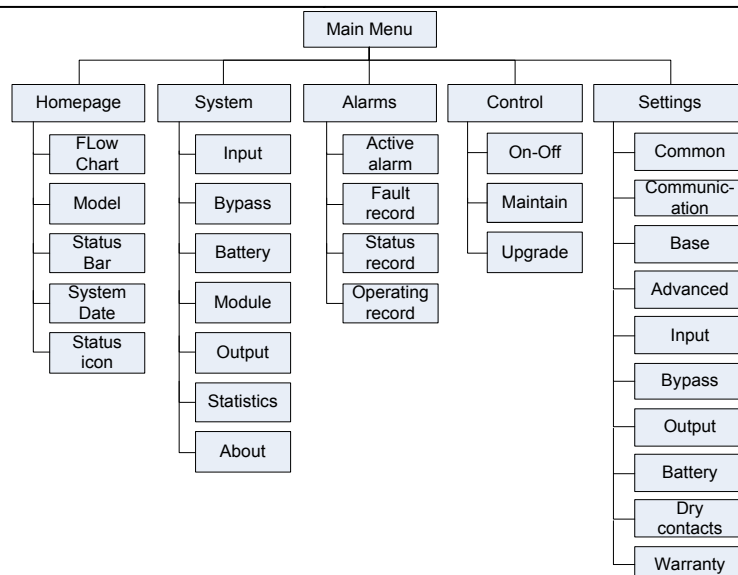 Main Menu
Homepage
FLow
Chart
Model
Status
Bar
System
Date
Status
icon
System
Input
Bypass
Battery
Module
Output
Statistics
About
Alarms
Active
alarm
Fault
record
Status
record
Operating
record
Control
On-Off
Maintain
Upgrade
Settings
Common
Communic-
ation
Base
Advanced
Input
Bypass
Output
Battery
Dry
contacts
Warranty